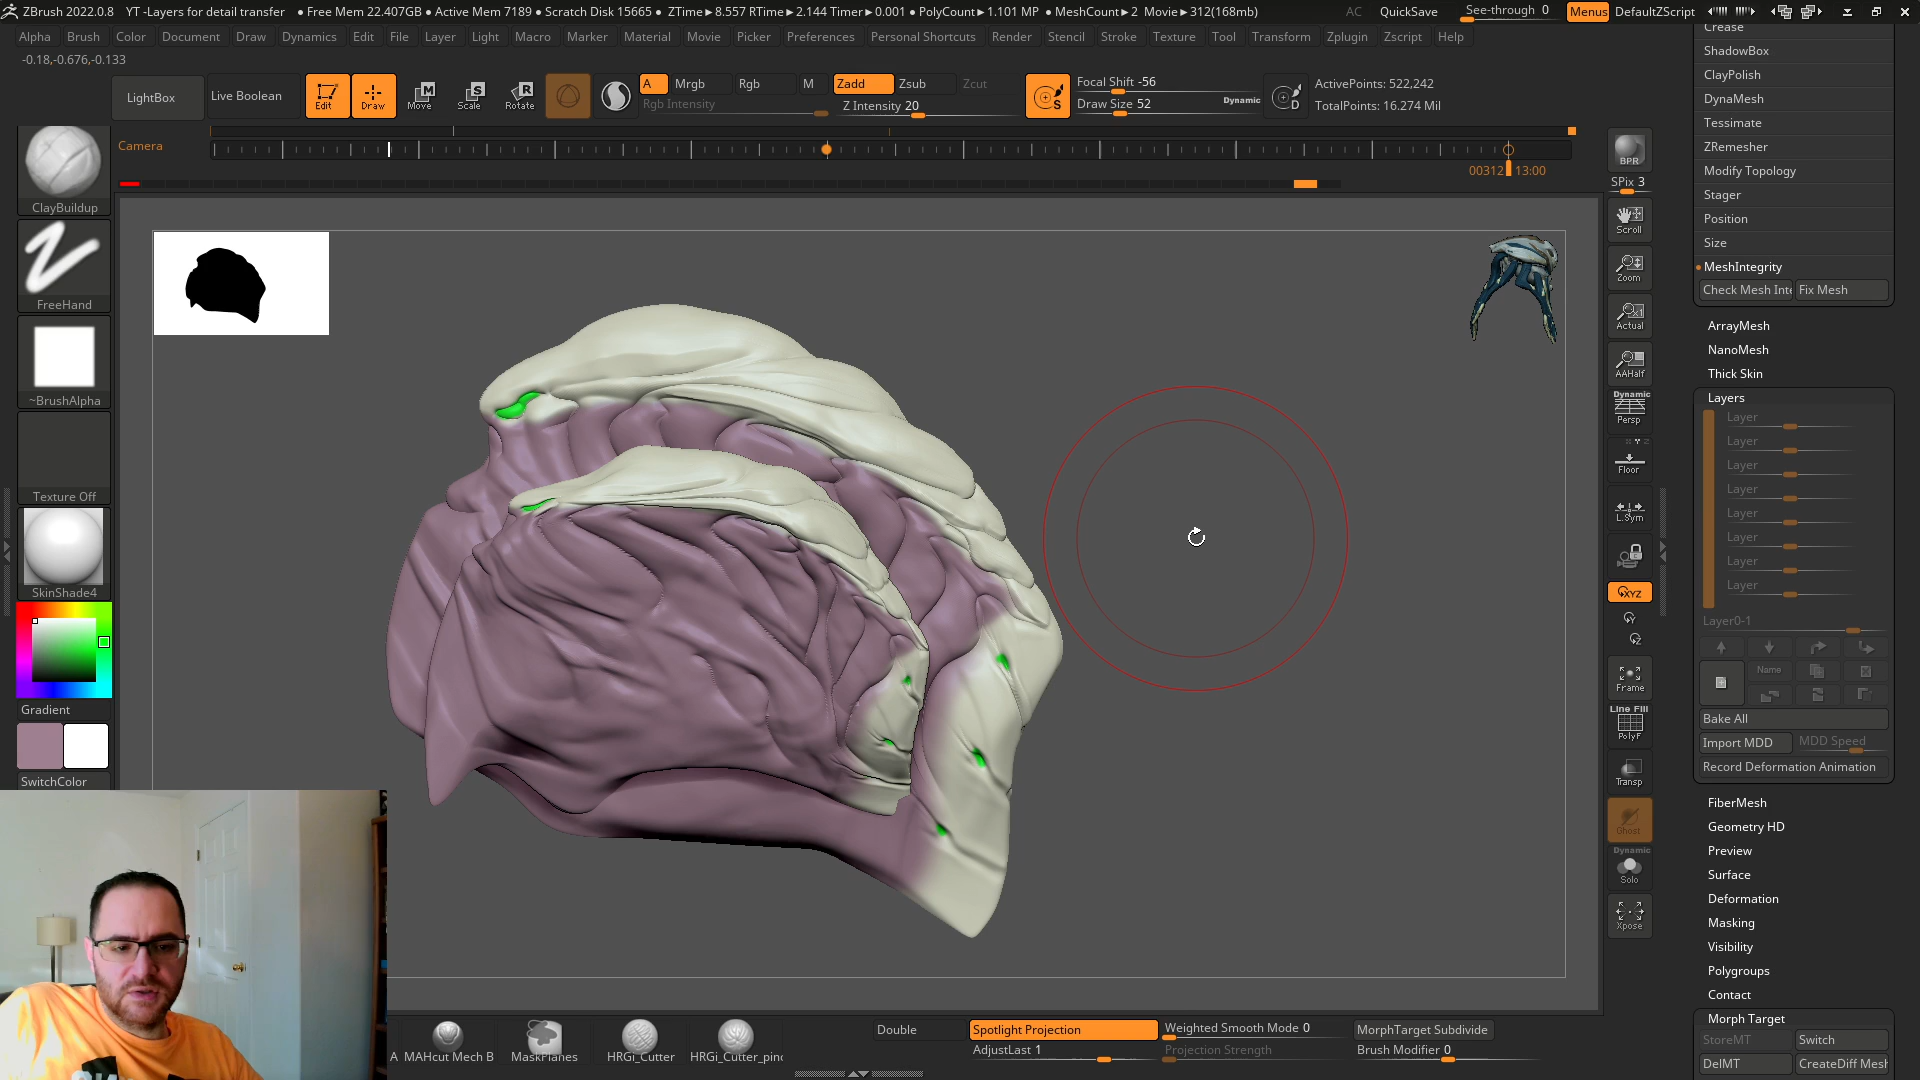 ZBrush 2022.0.8 YT -Layers for detail transfer ● Free Mem 22.407GB ● Active Mem 7189 ● Scratch Disk 15665 ● ZTime►8.557 RTime►2.144 Timer►0.001 ● PolyCount►1.101 MP ● MeshCount►2 Movie►312(168mb) AC QuickSave See-through 0 Menus DefaultZScript
Alpha Brush Color Document Draw Dynamics Edit File Layer Light Macro Marker Material Movie Picker Preferences Personal Shortcuts Render Stencil Stroke Texture Tool Transform Zplugin Zscript Help
-0.18,-0.676,-0.133
LightBox
Live Boolean
Edit
Draw
Move
Scale
Rotate
A Mrgb Rgb M Zadd Zsub Zcut
Rgb Intensity
Z Intensity 20
Focal Shift -56
Draw Size 52
Dynamic
S
D
ActivePoints: 522,242
TotalPoints: 16.274 Mil
Camera
00312 13:00
ClayBuildup
FreeHand
~BrushAlpha
Texture Off
SkinShade4
Gradient
SwitchColor
BPR
SPix 3
Scroll
Zoom
Actual
AAHalf
Dynamic
Persp
Floor
L.Sym
XYZ
Frame
Line Fill
PolyF
Transp
Ghost
Dynamic
Solo
Xpose
Crease
ShadowBox
ClayPolish
DynaMesh
Tessimate
ZRemesher
Modify Topology
Stager
Position
Size
MeshIntegrity
Check Mesh Inte Fix Mesh
ArrayMesh
NanoMesh
Thick Skin
Layers
Layer
Layer
Layer
Layer
Layer
Layer
Layer
Layer
Layer0-1
Name
Bake All
Import MDD MDD Speed
Record Deformation Animation
FiberMesh
Geometry HD
Preview
Surface
Deformation
Masking
Visibility
Polygroups
Contact
Morph Target
StoreMT Switch
DelMT CreateDiff Mesh
A MAHcut Mech B
MaskPlanes
HRGi_Cutter
HRGi_Cutter_pinc
Double
Spotlight Projection
AdjustLast 1
Weighted Smooth Mode 0
Projection Strength
MorphTarget Subdivide
Brush Modifier 0